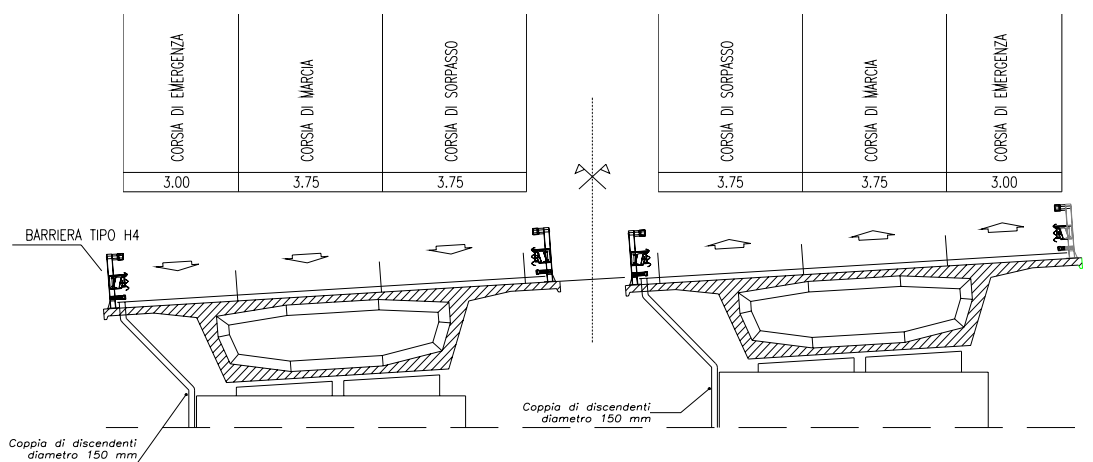 CORSIA DI EMERGENZA
CORSIA DI MARCIA
CORSIA DI SORPASSO
CORSIA DI SORPASSO
CORSIA DI MARCIA
CORSIA DI EMERGENZA
3.00
3.75
3.75
3.75
3.75
3.00
BARRIERA TIPO H4
Coppia di discendenti
diametro 150 mm
Coppia di discendenti
diametro 150 mm